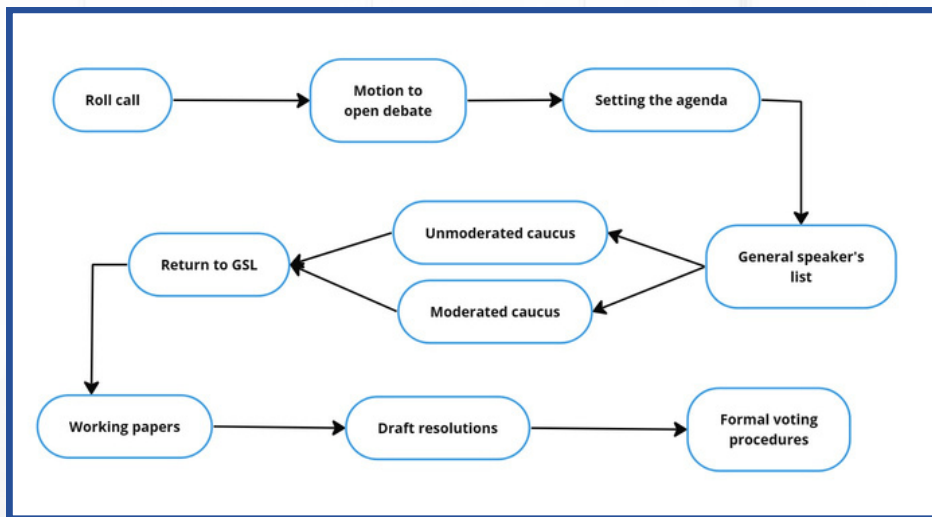 Roll call
Motion to
open debate
Setting the agenda
General speaker's
list
Unmoderated caucus
Moderated caucus
Return to GSL
Working papers
Draft resolutions
Formal voting
procedures